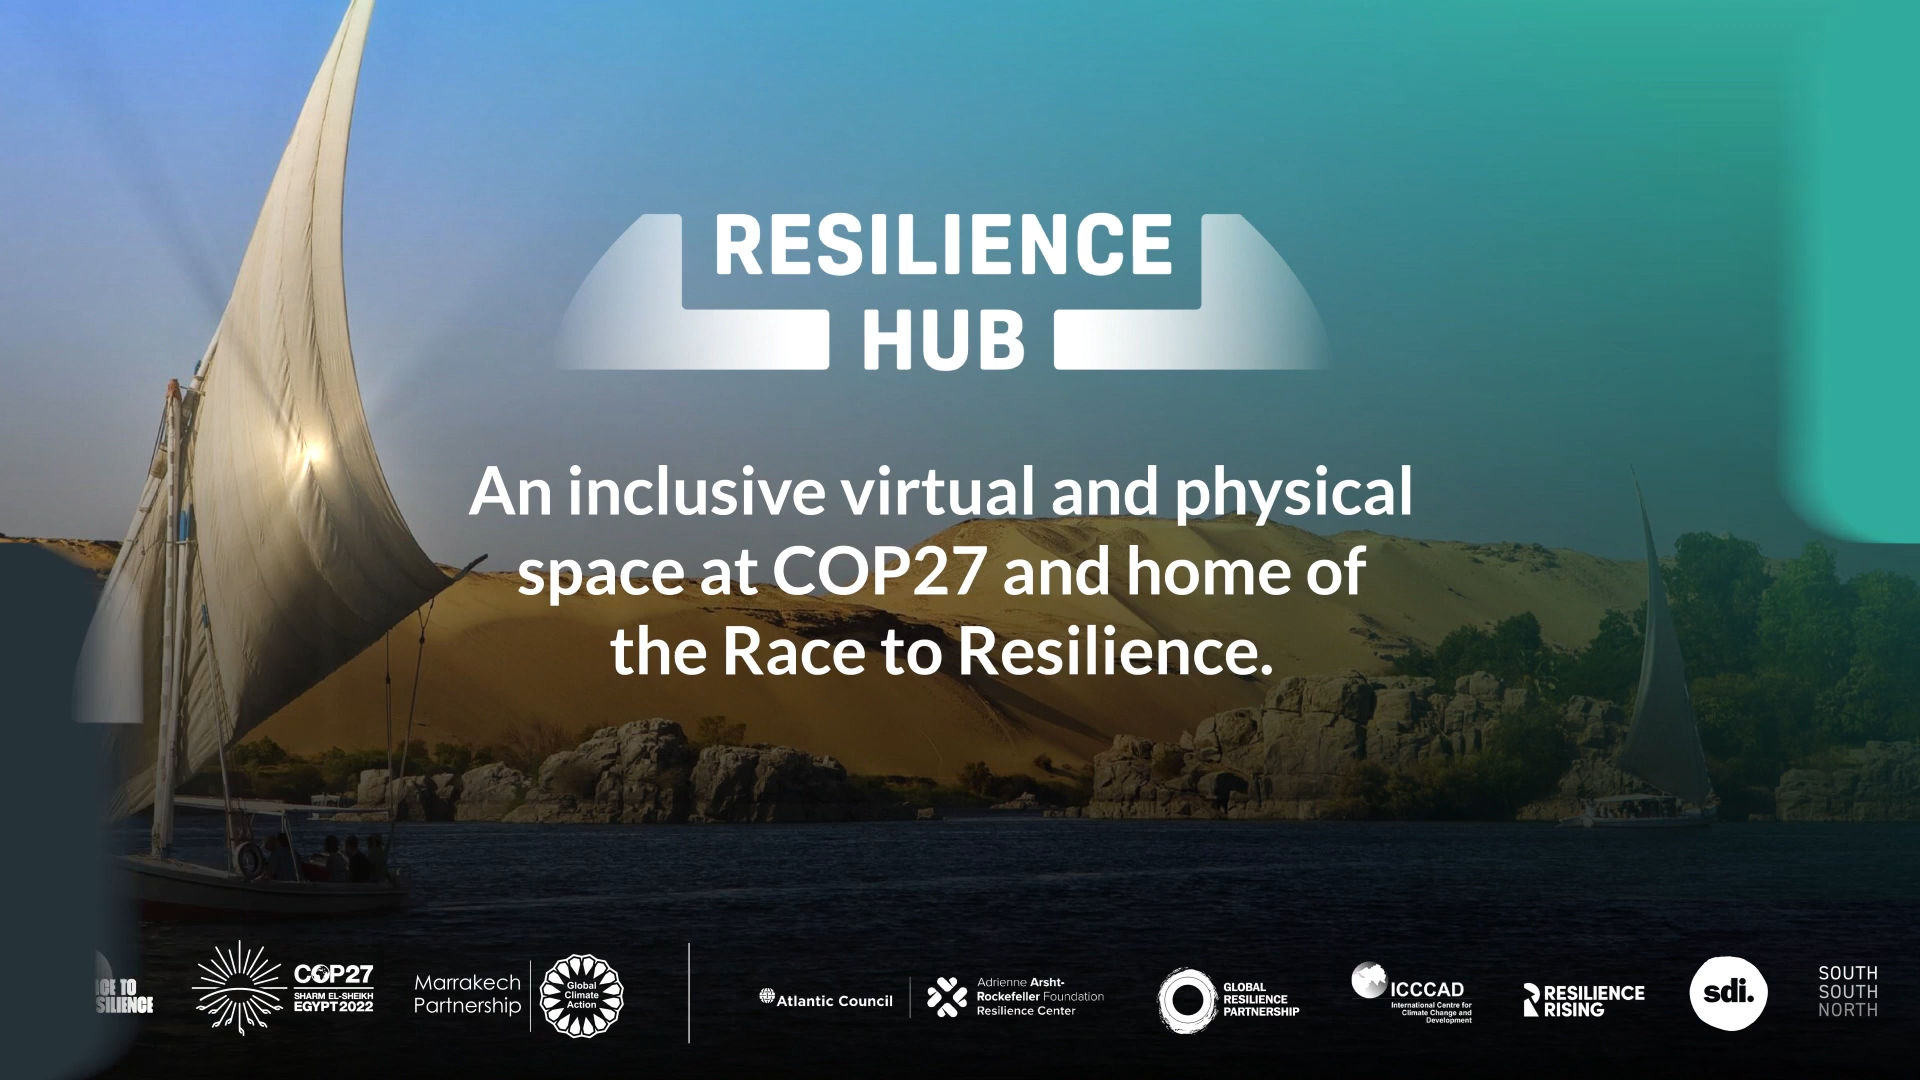 RESILIENCE
HUB
An inclusive virtual and physical
space at COP27 and home of
the Race to Resilience.
TO
COP27
SHARM EL-SHEIKH
EGYPT2022
Marrakech
Partnership
Global
Climate
Action
Atlantic Council
Adrienne Arsht-
Rockefeller Foundation
Resilience Center
GLOBAL
RESILIENCE
PARTNERSHIP
ICCCAD
International Centre for
Climate Change and
Development
RESILIENCE
RISING
sdi.
SOUTH
SOUTH
NORTH